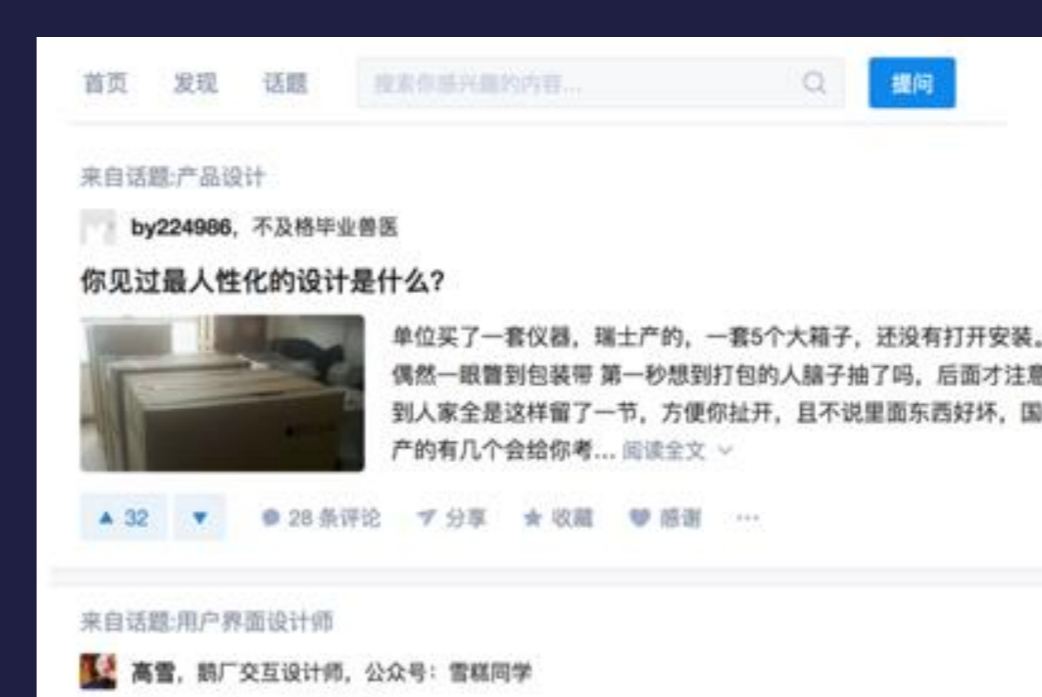 首页 发现 话题 搜索你感兴趣的内容... 提问
来自话题:产品设计
by224986，不及格毕业兽医
你见过最人性化的设计是什么?
单位买了一套仪器，瑞士产的，一套5个大箱子，还没有打开安装。
偶然一眼瞥到包装带 第一秒想到打包的人脑子抽了吗，后面才注意
到人家全是这样留了一节，方便你扯开，且不说里面东西好坏，国
产的有几个会给你考... 阅读全文
32 28 条评论 分享 收藏 感谢 ...
来自话题:用户界面设计师
高雪，鹅厂交互设计师，公众号：雪糕同学